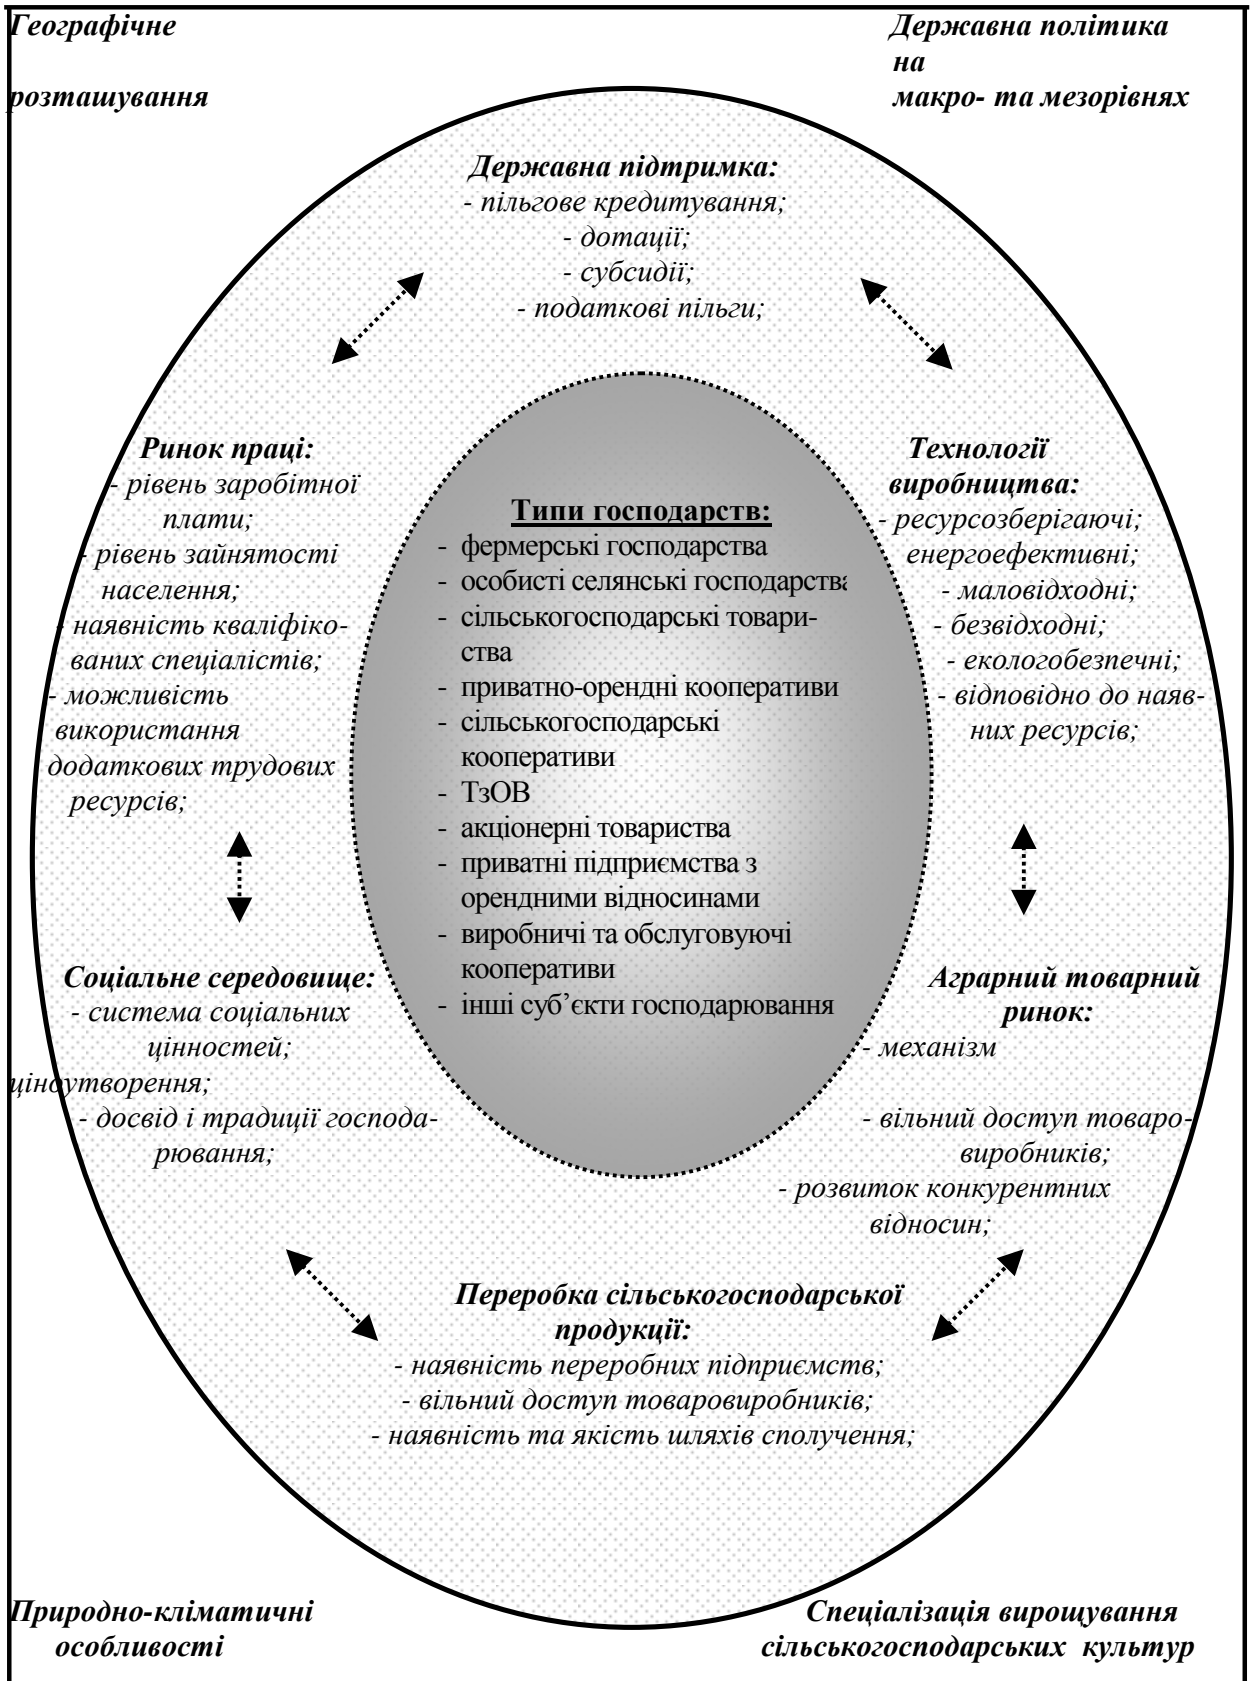 Географічне
розташування
Державна політика
на
макро- та мезорівнях
Державна підтримка:
- пільгове кредитування;
- дотації;
- субсидії;
- податкові пільги;
Ринок праці:
- рівень заробітної
плати;
- рівень зайнятості
населення;
- наявність кваліфіко-
ваних спеціалістів;
- можливість
використання
додаткових трудових
ресурсів;
Типи господарств:
- фермерські господарства
- особисті селянські господарства
- сільськогосподарські товари-
ства
- приватно-орендні кооперативи
- сільськогосподарські
кооперативи
- ТзОВ
- акціонерні товариства
- приватні підприємства з
орендними відносинами
- виробничі та обслуговуючі
кооперативи
- інші суб’єкти господарювання
Технології
виробництва:
- ресурсозберігаючі;
енергоефективні;
- маловідходні;
- безвідходні;
- екологобезпечні;
- відповідно до наяв-
них ресурсів;
Соціальне середовище:
- система соціальних
цінностей;
ціноутворення;
- досвід і традиції господа-
рювання;
Аграрний товарний
ринок:
- механізм
- вільний доступ товаро-
виробників;
- розвиток конкурентних
відносин;
Переробка сільськогосподарської
продукції:
- наявність переробних підприємств;
- вільний доступ товаровиробників;
- наявність та якість шляхів сполучення;
Природно-кліматичні
особливості
Спеціалізація вирощування
сільськогосподарських культур